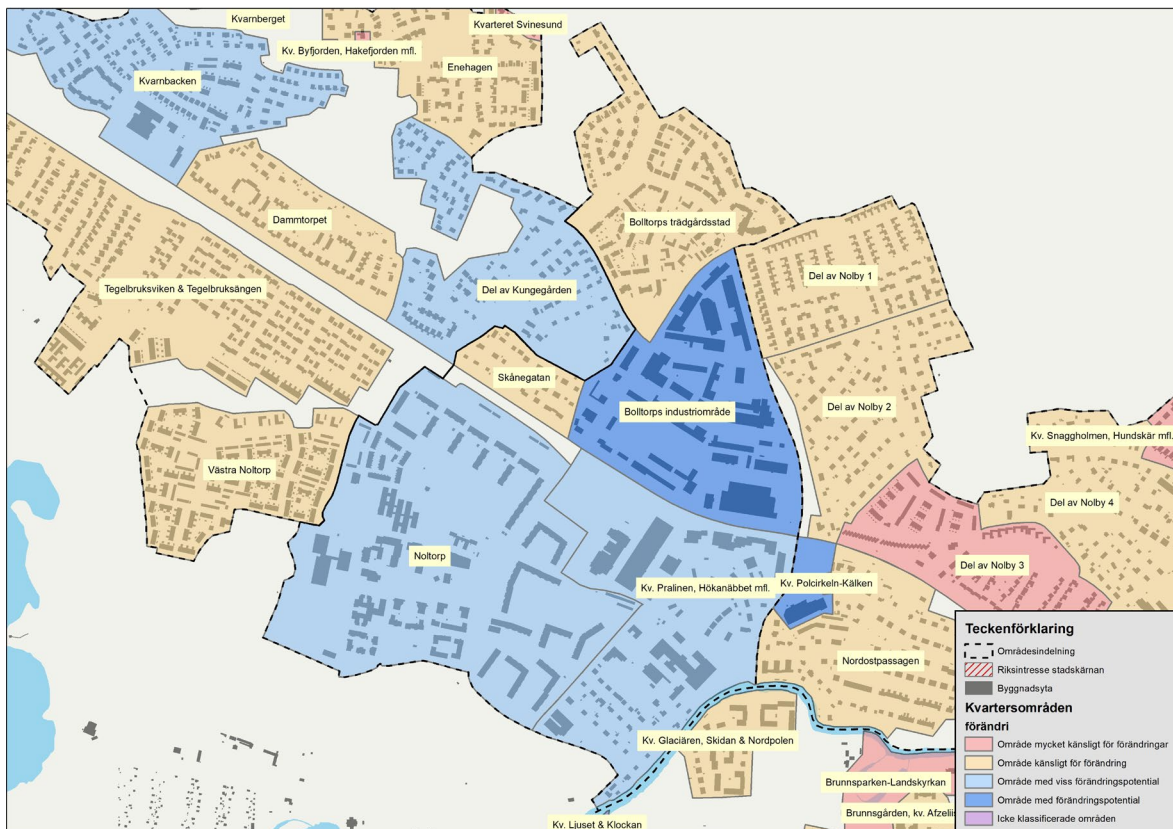 Kvarnberget
Kvarteret Svinesund
Kv. Byfjorden, Hakefjorden mfl.
Enehagen
Kvarnbacken
Dammtorpet
Bolltorps trädgårdsstad
Del av Nolby 1
Tegelbruksviken & Tegelbruksängen
Del av Kungegården
Skånegatan
Bolltorps industriområde
Del av Nolby 2
Kv. Snaggholmen, Hundskär mfl.
Västra Noltorp
Del av Nolby 4
Noltorp
Del av Nolby 3
Kv. Pralinen, Hökanäbbet mfl.
Kv. Polcirkeln-Kälken
Nordostpassagen
Kv. Glaciären, Skidan & Nordpolen
Brunnsparken-Landskyrkan
Brunnsgården, kv. Afzelii
Kv. Ljuset & Klockan
Teckenförklaring
Områdesindelning
Riksintresse stadskärnan
Byggnadsyta
Kvartersområden
förändri
Område mycket känsligt för förändringar
Område känsligt för förändring
Område med viss förändringspotential
Område med förändringspotential
Icke klassificerade områden